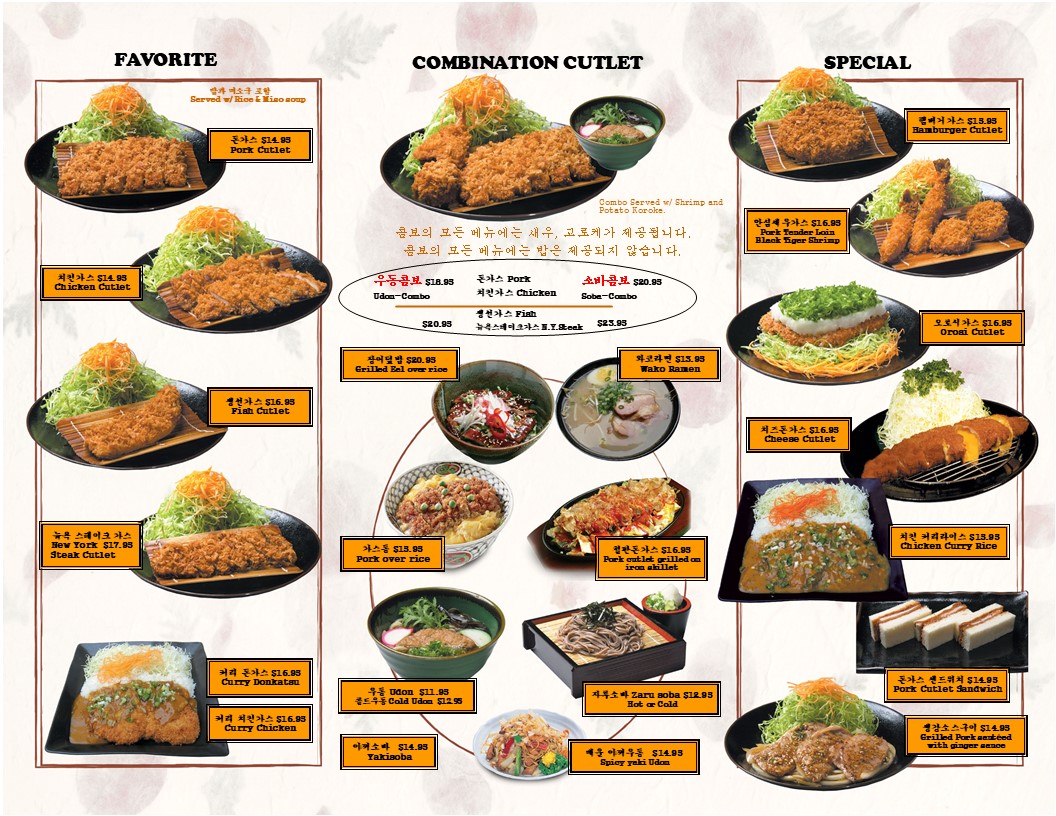 FAVORITE
밥과 미소국 포함
Served w/ Rice & Miso soup
돈가스 $14.95
Pork Cutlet
치킨가스 $14.95
Chicken Cutlet
생선가스 $16.95
Fish Cutlet
뉴욕 스테이크 가스
New York $17.95
Steak Cutlet
커리 돈가스 $16.95
Curry Donkatsu
커리 치킨가스 $16.95
Curry Chicken
COMBINATION CUTLET
Combo Served w/ Shrimp and
Potato Koroke.
콤보의 모든 메뉴에는 새우, 고로케가 제공됩니다.
콤보의 모든 메뉴에는 밥은 제공되지 않습니다.
우동콤보 $18.95
Udon-Combo
돈가스 Pork
치킨가스 Chicken
소바콤보 $20.95
Soba-Combo
$20.95
생선가스 Fish
뉴욕스테이크가스 N.Y.Steak
$23.95
장어덮밥 $20.95
Grilled Eel over rice
와코라면 $13.95
Wako Ramen
가스동 $15.95
Pork over rice
철판돈가스 $16.95
Pork cutlet grilled on
iron skillet
우동 Udon $11.95
콜드우동 Cold Udon $12.95
자루소바 Zaru soba $12.95
Hot or Cold
야끼소바 $14.95
Yakisoba
매운 야끼우동 $14.95
Spicy yaki Udon
SPECIAL
햄버거가스 $15.95
Hamburger Cutlet
안심새우가스 $16.95
Pork Tender Loin
Black Tiger Shrimp
오로시가스 $16.95
Orosi Cutlet
치즈돈가스 $16.95
Cheese Cutlet
치킨 커리라이스 $15.95
Chicken Curry Rice
돈가스 샌드위치 $14.95
Pork Cutlet Sandwich
생강소스구이 $14.95
Grilled Pork sauteed
with ginger sauce